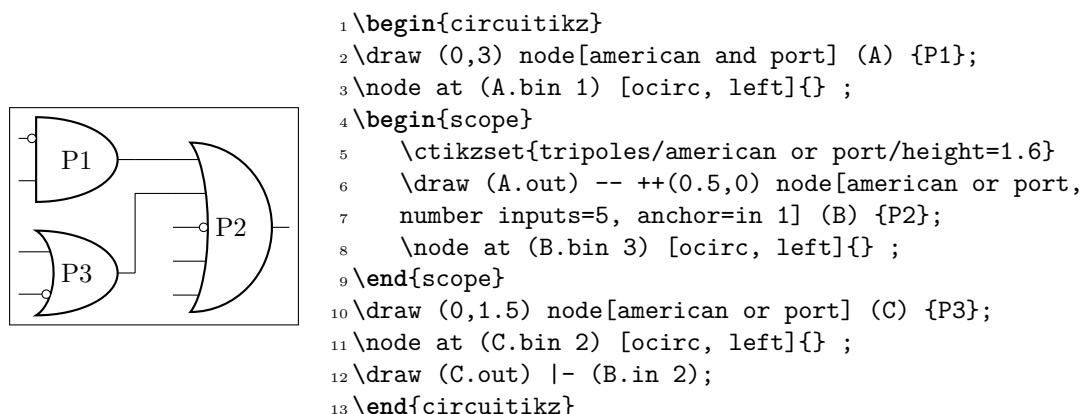 P1
P2
P3
1 \begin{circuitikz}
2 \draw (0,3) node[american and port] (A) {P1};
3 \node at (A.bin 1) [ocirc, left]{} ;
4 \begin{scope}
5     \ctikzset{tripoles/american or port/height=1.6}
6     \draw (A.out) -- ++(0.5,0) node[american or port,
7     number inputs=5, anchor=in 1] (B) {P2};
8     \node at (B.bin 3) [ocirc, left]{} ;
9 \end{scope}
10 \draw (0,1.5) node[american or port] (C) {P3};
11 \node at (C.bin 2) [ocirc, left]{} ;
12 \draw (C.out) |- (B.in 2);
13 \end{circuitikz}